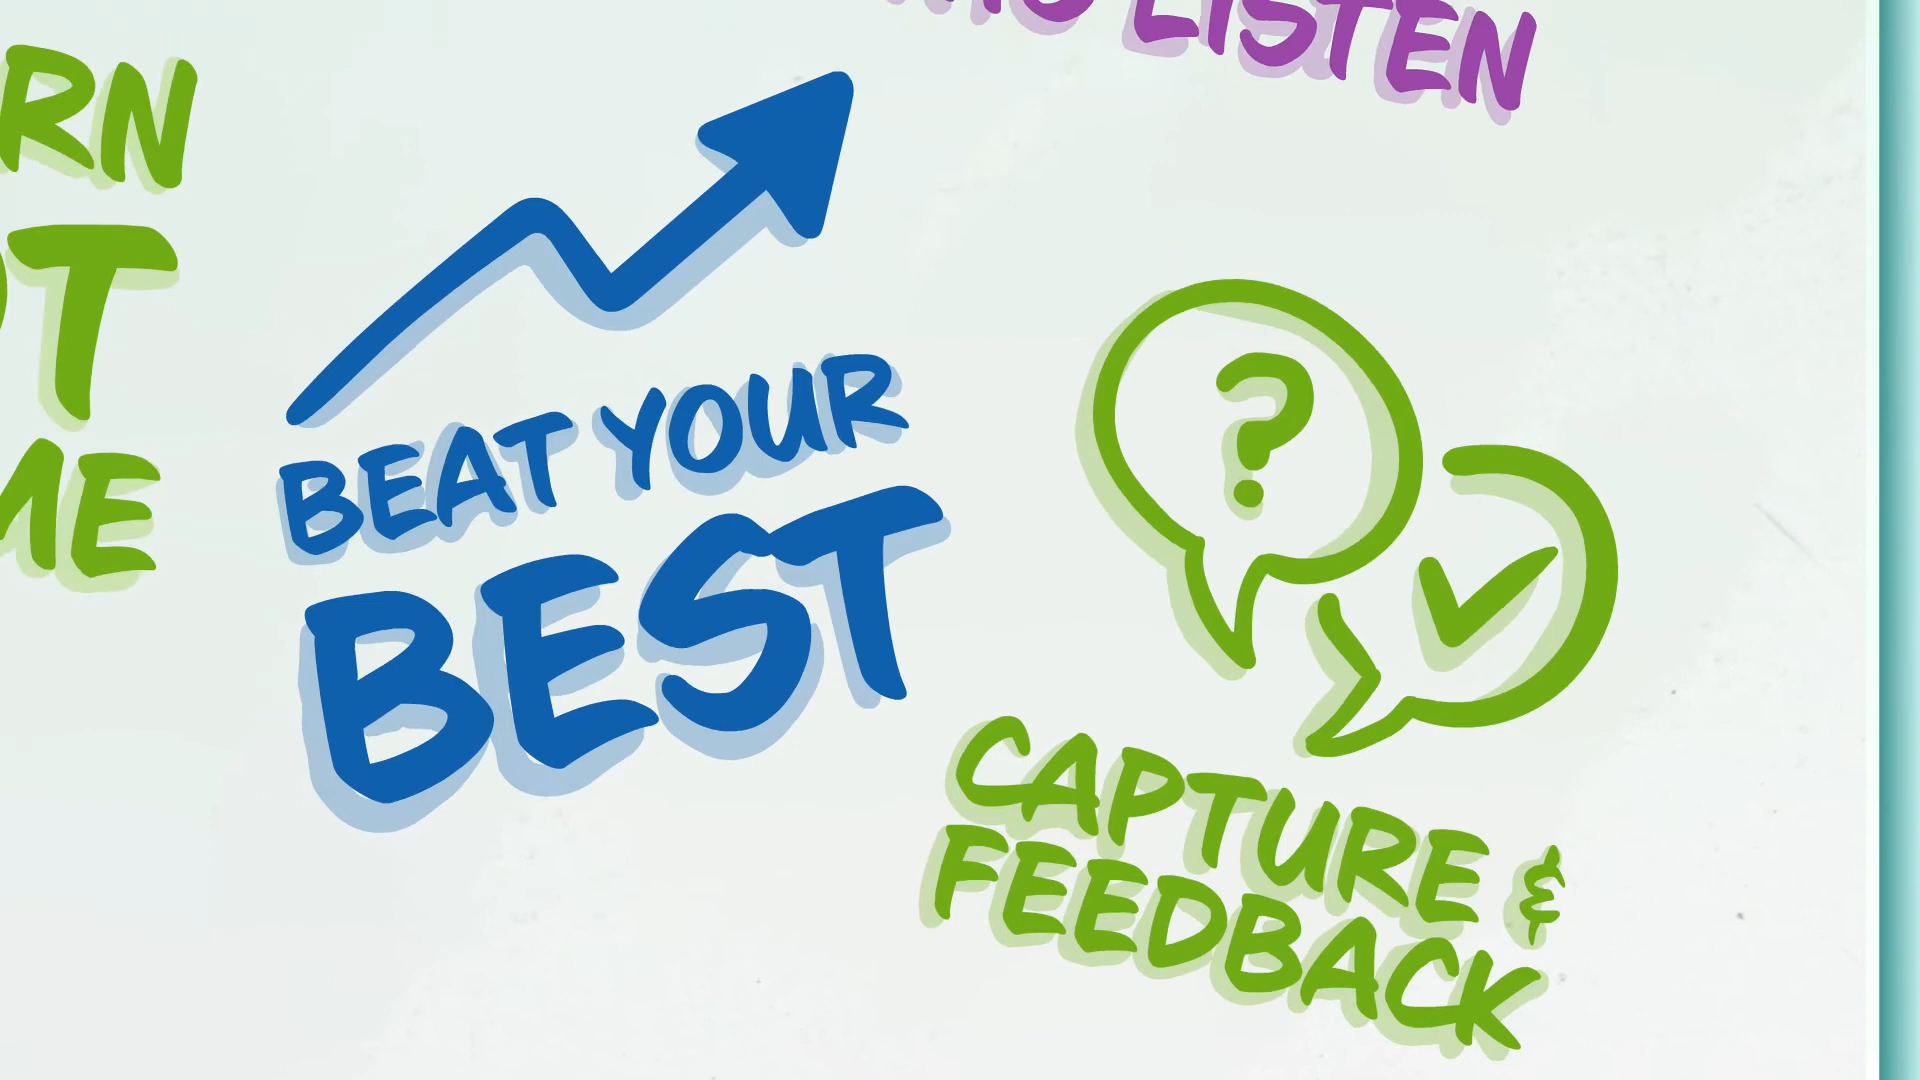 LISTEN
BEAT YOUR
BEST
?
CAPTURE &
FEEDBACK